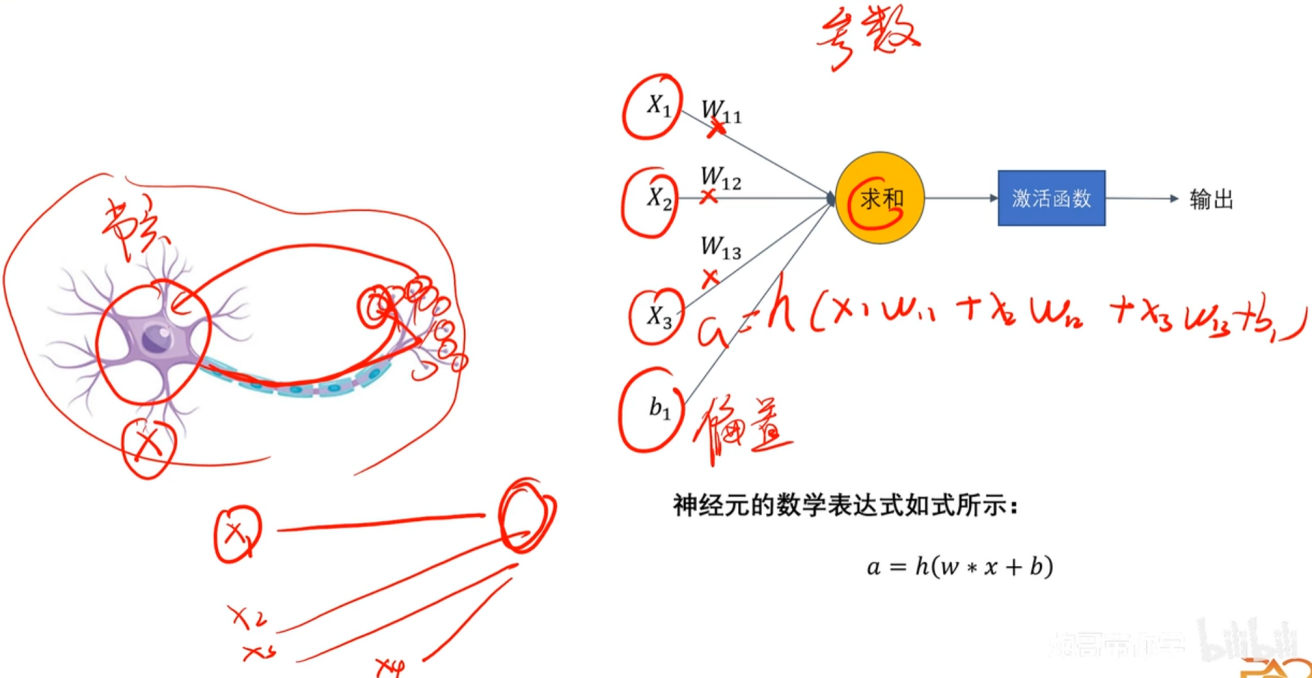 参数
X₁
W₁₁
X₂
W₁₂
求和
激活函数
输出
W₁₃
X₃
a = h(x₁w₁₁ + x₂w₁₂ + x₃w₁₃ + b₁)
b₁
偏置
X
神经元的数学表达式如式所示：
a = h(w ∗ x + b)
X₁
X₂
X₃
X₄
bilibili